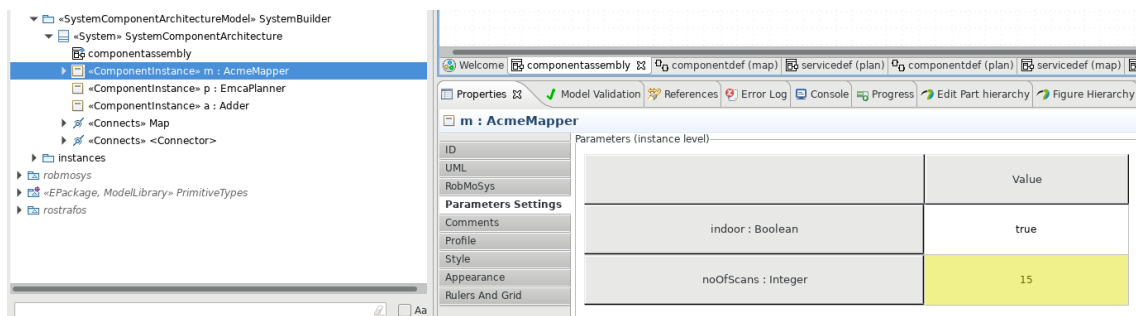 «SystemComponentArchitectureModel» SystemBuilder
«System» SystemComponentArchitecture
componentassembly
«ComponentInstance» m : AcmeMapper
«ComponentInstance» p : EmcaPlanner
«ComponentInstance» a : Adder
«Connects» Map
«Connects» <Connector>
instances
robmosys
«EPackage, ModelLibrary» PrimitiveTypes
rostrafos
Aa
Welcome componentassembly componentdef (map) servicedef (plan) componentdef (plan) servicedef (map)
Properties Model Validation References Error Log Console Progress Edit Part hierarchy Figure Hierarchy
m : AcmeMapper
ID
UML
RobMoSys
Parameters Settings
Comments
Profile
Style
Appearance
Rulers And Grid
Parameters (instance level)
Value
indoor : Boolean true
noOfScans : Integer 15